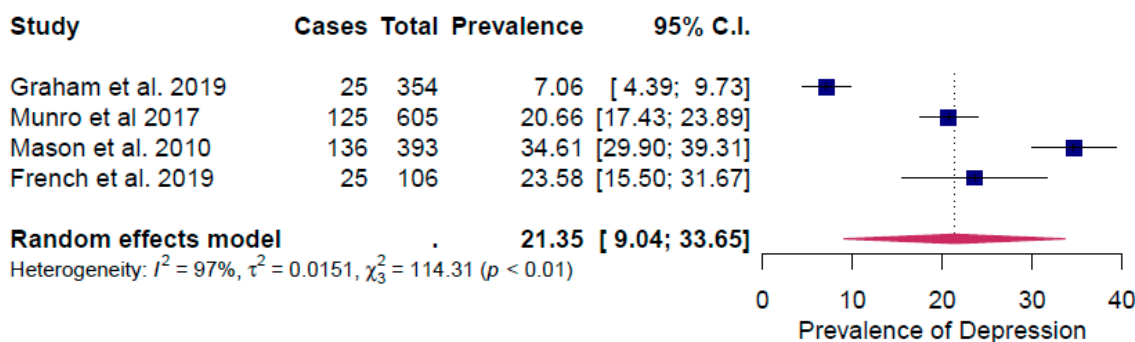 Study Cases Total Prevalence 95% C.I.
Graham et al. 2019 25 354 7.06 [ 4.39; 9.73]
Munro et al 2017 125 605 20.66 [17.43; 23.89]
Mason et al. 2010 136 393 34.61 [29.90; 39.31]
French et al. 2019 25 106 23.58 [15.50; 31.67]
Random effects model . 21.35 [ 9.04; 33.65]
Heterogeneity: I² = 97%, τ² = 0.0151, χ²₃ = 114.31 (p < 0.01)
0 10 20 30 40
Prevalence of Depression